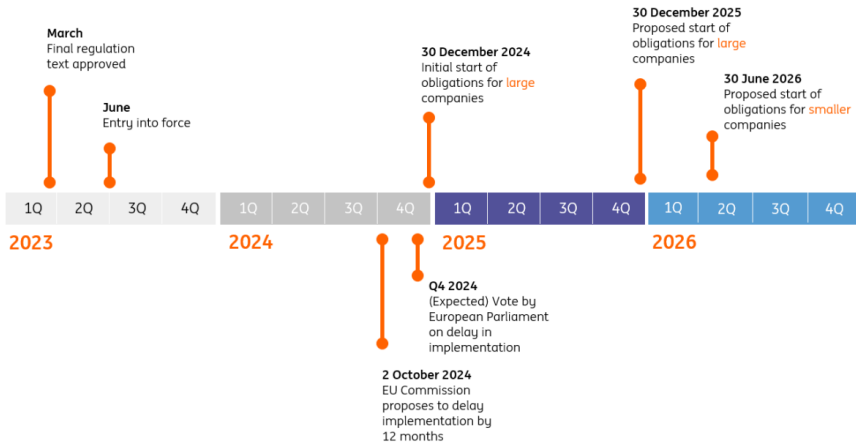 March
Final regulation
text approved
June
Entry into force
30 December 2024
Initial start of
obligations for large
companies
30 December 2025
Proposed start of
obligations for large
companies
30 June 2026
Proposed start of
obligations for smaller
companies
1Q 2Q 3Q 4Q 1Q 2Q 3Q 4Q 1Q 2Q 3Q 4Q 1Q 2Q 3Q 4Q
2023 2024 2025 2026
Q4 2024
(Expected) Vote by
European Parliament
on delay in
implementation
2 October 2024
EU Commission
proposes to delay
implementation by
12 months